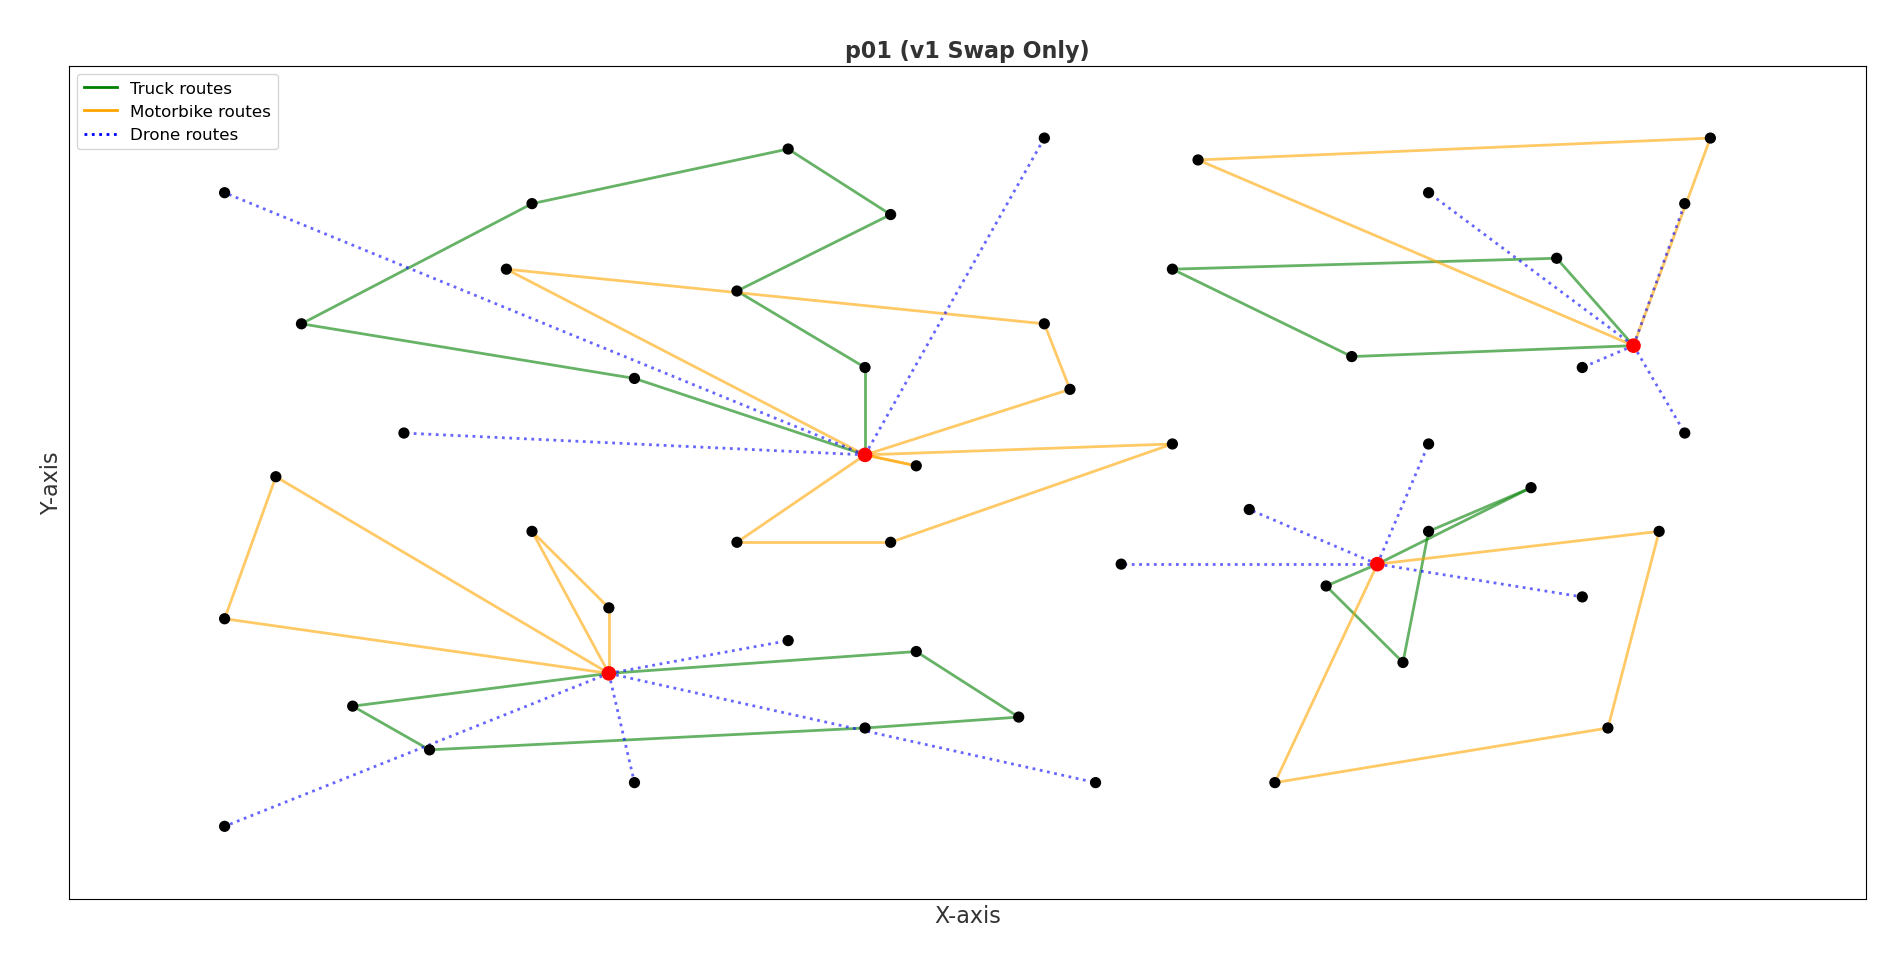 p01 (v1 Swap Only)
Truck routes
Motorbike routes
Drone routes
Y-axis
X-axis